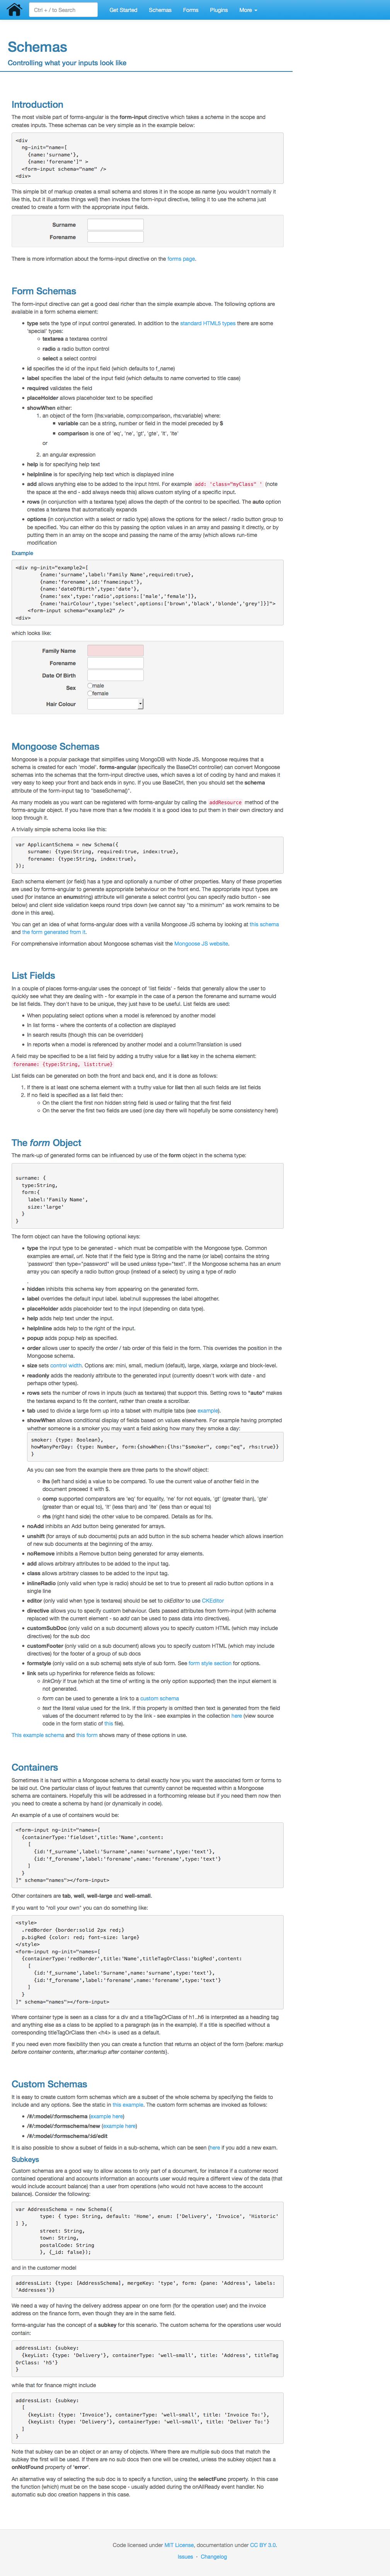 Ctrl + / to Search
Get Started
Schemas
Forms
Plugins
More
Schemas
Controlling what your inputs look like
Introduction
The most visible part of forms-angular is the form-input directive which takes a schema in the scope and
creates inputs. These schemas can be very simple as in the example below:
<div
ng-init="name=[
{name:'surname'},
{name:'forename'}]" >
<form-input schema="name" />
<div>
This simple bit of markup creates a small schema and stores it in the scope as name (you wouldn't normally do it
like this, but it illustrates things well) then invokes the form-input directive, telling it to use the schema
just created to create a form with the appropriate input fields.
Surname
Forename
There is more information about the forms-input directive on the forms page.
Form Schemas
The form-input directive can get a good deal richer than the simple example above. The following options are
available in a form schema element:
type sets the type of input control generated. In addition to the standard HTML5 types there are some
'special' types:
textarea a textarea control
radio a radio button control
select a select control
id specifies the id of the input field (which defaults to f_name)
label specifies the label of the input field (which defaults to name converted to title case)
required validates the field
placeHolder allows placeholder text to be specified
showWhen either:
1. an object of the form {lhs:variable, comp:comparison, rhs:variable} where:
variable can be a string, number or field in the model preceded by $
comparison is one of 'eq', 'ne', 'gt', 'gte', 'lt', 'lte'
or
2. an angular expression
help is for specifying help text
helpInline is for specifying help text which is displayed inline
add allows anything else to be added to the input html. For example add: 'class="myClass" ' (note
the space at the end - add always needs this) allows custom styling of a specific input.
rows (in conjunction with a textarea type) allow the depth of the control to be specified. The auto option
creates a textarea that automatically expands
options (in conjunction with a select or radio type) allows the options for the select / radio button group to
be specified. You can either do this by passing the option values in an array and passing it directly, or by
putting them in an array on the scope and passing the name of the array (which allows run-time
modification
Example
<div ng-init="example2=[
{name:'surname',label:'Family Name',required:true},
{name:'forename',id:'fnameinput'},
{name:'dateOfBirth',type:'date'},
{name:'sex',type:'radio',options:['male','female']},
{name:'hairColour',type:'select',options:['brown','black','blonde','grey']}]">
<form-input schema="example2" />
<div>
which looks like:
Family Name
Forename
Date Of Birth
Sex
male
female
Hair Colour
Mongoose Schemas
Mongoose is a popular package that simplifies using MongoDB with Node JS. Mongoose requires that a
schema is created for each 'model'. forms-angular (specifically the BaseCtrl controller) can convert Mongoose
schemas into the schemas that the form-input directive uses, which saves a lot of coding by hand and makes it
very easy to keep your front end and back ends in sync. If you use BaseCtrl, then you should set the schema
attribute of the form-input tag to "baseSchema()".
As many models as you want can be registered with forms-angular by calling the addResource method of the
forms-angular object. If you have more than a few models it is a good idea to put them in their own directory and
loop through it.
A trivially simple schema looks like this:
var ApplicantSchema = new Schema({
surname: {type:String, required:true, index:true},
forename: {type:String, index:true},
});
Each schema element (or field) has a type and optionally a number of other properties. Many of these properties
are used by forms-angular to generate appropriate behaviour on the front end. The appropriate input types are
used (for instance an enumstring) attribute will generate a select control (you can specify radio button - see
below) and client side validation keeps round trips down (we cannot say "to a minimum" as work remains to be
done in this area).
You can get an idea of what forms-angular does with a vanilla Mongoose JS schema by looking at this schema
and the form generated from it.
For comprehensive information about Mongoose schemas visit the Mongoose JS website.
List Fields
In a couple of places forms-angular uses the concept of 'list fields' - fields that generally allow the user to
quickly see what they are dealing with - for example in the case of a person the forename and surname would
be list fields. They don't have to be unique, they just have to be useful. List fields are used:
When populating select options when a model is referenced by another model
In list forms - where the contents of a collection are displayed
In search results (though this can be overridden)
In reports when a model is referenced by another model and a columnTranslation is used
A field may be specified to be a list field by adding a truthy value for a list key in the schema element:
forename: {type:String, list:true}
List fields can be generated on both the front end and back end, and it is done as follows:
1. If there is at least one schema element with a truthy value for list then all such fields are list fields
2. If no field is specified as a list field then:
On the client the first non hidden string field is used or failing that the first field
On the server the first two fields are used (one day there will hopefully be some consistency here!)
The form Object
The mark-up of generated forms can be influenced by use of the form object in the schema type:
surname: {
type:String,
form:{
label:'Family Name',
size:'large'
}
}
The form object can have the following optional keys:
type the input type to be generated - which must be compatible with the Mongoose type. Common
examples are email, url. Note that if the field type is String and the name (or label) contains the string
'password' then type="password" will be used unless type="text". If the Mongoose schema has an enum
array you can specify a radio button group (instead of a select) by using a type of radio
.
hidden inhibits this schema key from appearing on the generated form.
label overrides the default input label. label:null suppresses the label altogether.
placeHolder adds placeholder text to the input (depending on data type).
help adds help text under the input.
helpInline adds help to the right of the input.
popup adds popup help as specified.
order allows user to specify the order / tab order of this field in the form. This overrides the position in the
Mongoose schema.
size sets control width. Options are: mini, small, medium (default), large, xlarge, xxlarge and block-level.
readonly adds the readonly attribute to the generated input (currently doesn't work with date - and
perhaps other types).
rows sets the number of rows in inputs (such as textarea) that support this. Setting rows to "auto" makes
the textarea expand to fit the content, rather than create a scrollbar.
tab used to divide a large form up into a tabset with multiple tabs (see example).
showWhen allows conditional display of fields based on values elsewhere. For example having prompted
whether someone is a smoker you may want a field asking how many they smoke a day:
smoker: {type: Boolean},
howManyPerDay: {type: Number, form:{showWhen:{lhs:"$smoker", comp:"eq", rhs:true}}
}
As you can see from the example there are three parts to the showIf object:
lhs (left hand side) a value to be compared. To use the current value of another field in the
document preceed it with $.
comp supported comparators are 'eq' for equality, 'ne' for not equals, 'gt' (greater than), 'gte'
(greater than or equal to), 'lt' (less than) and 'lte' (less than or equal to)
rhs (right hand side) the other value to be compared. Details as for lhs.
noAdd inhibits an Add button being generated for arrays.
unshift (for arrays of sub documents) puts an add button in the sub schema header which allows insertion
of new sub documents at the beginning of the array.
noRemove inhibits a Remove button being generated for array elements.
add allows arbitrary attributes to be added to the input tag.
class allows arbitrary classes to be added to the input tag.
inlineRadio (only valid when type is radio) should be set to true to present all radio button options in a
single line
editor (only valid when type is textarea) should be set to ckEditor to use CKEditor
directive allows you to specify custom behaviour. Gets passed attributes from form-input (with schema
replaced with the current element - so add can be used to pass data into directives).
customSubDoc (only valid on a sub document) allows you to specify custom HTML (which may include
directives) for the sub doc
customFooter (only valid on a sub document) allows you to specify custom HTML (which may include
directives) for the footer of a group of sub docs
formstyle (only valid on a sub schema) sets style of sub form. See form style section for options.
link sets up hyperlinks for reference fields as follows:
linkOnly if true (which at the time of writing is the only option supported) then the input element is
not generated.
form can be used to generate a link to a custom schema
text the literal value used for the link. If this property is omitted then text is generated from the field
values of the document referred to by the link - see examples in the collection here (view source
code in the form static of this file).
This example schema and this form shows many of these options in use.
Containers
Sometimes it is hard within a Mongoose schema to detail exactly how you want the associated form or forms to
be laid out. One particular class of layout features that currently cannot be requested within a Mongoose
schema are containers. Hopefully this will be addressed in a forthcoming release but if you need them now then
you need to create a schema by hand (or dynamically in code).
An example of a use of containers would be:
<form-input ng-init="names=[
{containerType:'fieldset',title:'Name',content:
[
{id:'f_surname',label:'Surname',name:'surname',type:'text'},
{id:'f_forename',label:'forename',name:'forename',type:'text'}
]
}
]" schema="names"></form-input>
Other containers are tab, well, well-large and well-small.
If you want to "roll your own" you can do something like:
<style>
.redBorder {border:solid 2px red;}
p.bigRed {color: red; font-size: large}
</style>
<form-input ng-init="names=[
{containerType:'redBorder',title:'Name',titleTagOrClass:'bigRed',content:
[
{id:'f_surname',label:'Surname',name:'surname',type:'text'},
{id:'f_forename',label:'forename',name:'forename',type:'text'}
]
}
]" schema="names"></form-input>
Where container type is seen as a class for a div and a titleTagOrClass of h1..h6 is interpreted as a heading tag
and anything else as a class to be applied to a paragraph (as in the example). If a title is specified without a
corresponding titleTagOrClass then <h4> is used as a default.
If you need even more flexibility then you can create a function that returns an object of the form {before: markup
before container contents, after:markup after container contents}.
Custom Schemas
It is easy to create custom form schemas which are a subset of the whole schema by specifying the fields to
include and any options. See the static in this example. The custom form schemas are invoked as follows:
/#/:model/:formschema (example here)
/#/:model/:formschema/new (example here)
/#/:model/:formschema/:id/edit
It is also possible to show a subset of fields in a sub-schema, which can be seen (here if you add a new exam.
Subkeys
Custom schemas are a good way to allow access to only part of a document, for instance if a customer record
contained operational and accounts information an accounts user would require a different view of the data (that
would include account balance) than a user from operations (who would not have access to the account
balance). Consider the following:
var AddressSchema = new Schema({
type: { type: String, default: 'Home', enum: ['Delivery', 'Invoice', 'Historic'
] },
street: String,
town: String,
postalCode: String
}, {_id: false});
and in the customer model
addressList: {type: [AddressSchema], mergeKey: 'type', form: {pane: 'Address', labels:
'Addresses'}}
We need a way of having the delivery address appear on one form (for the operation user) and the invoice
address on the finance form, even though they are in the same field.
forms-angular has the concept of a subkey for this scenario. The custom schema for the operations user would
contain:
addressList: {subkey:
{keyList: {type: 'Delivery'}, containerType: 'well-small', title: 'Address', titleTag
OrClass: 'h5'}
}
while that for finance might include
addressList: {subkey:
[
{keyList: {type: 'Invoice'}, containerType: 'well-small', title: 'Invoice To:'},
{keyList: {type: 'Delivery'}, containerType: 'well-small', title: 'Deliver To:'}
]
}
Note that subkey can be an object or an array of objects. Where there are multiple sub docs that match the
subkey the first will be used. If there are no sub docs then one will be created, unless the subkey object has a
onNotFound property of 'error'.
An alternative way of selecting the sub doc is to specify a function, using the selectFunc property. In this case
the function (which) must be on the base scope - usually added during the onAllReady event handler. No
automatic sub doc creation happens in this case.
Code licensed under MIT License, documentation under CC BY 3.0.
Issues · Changelog